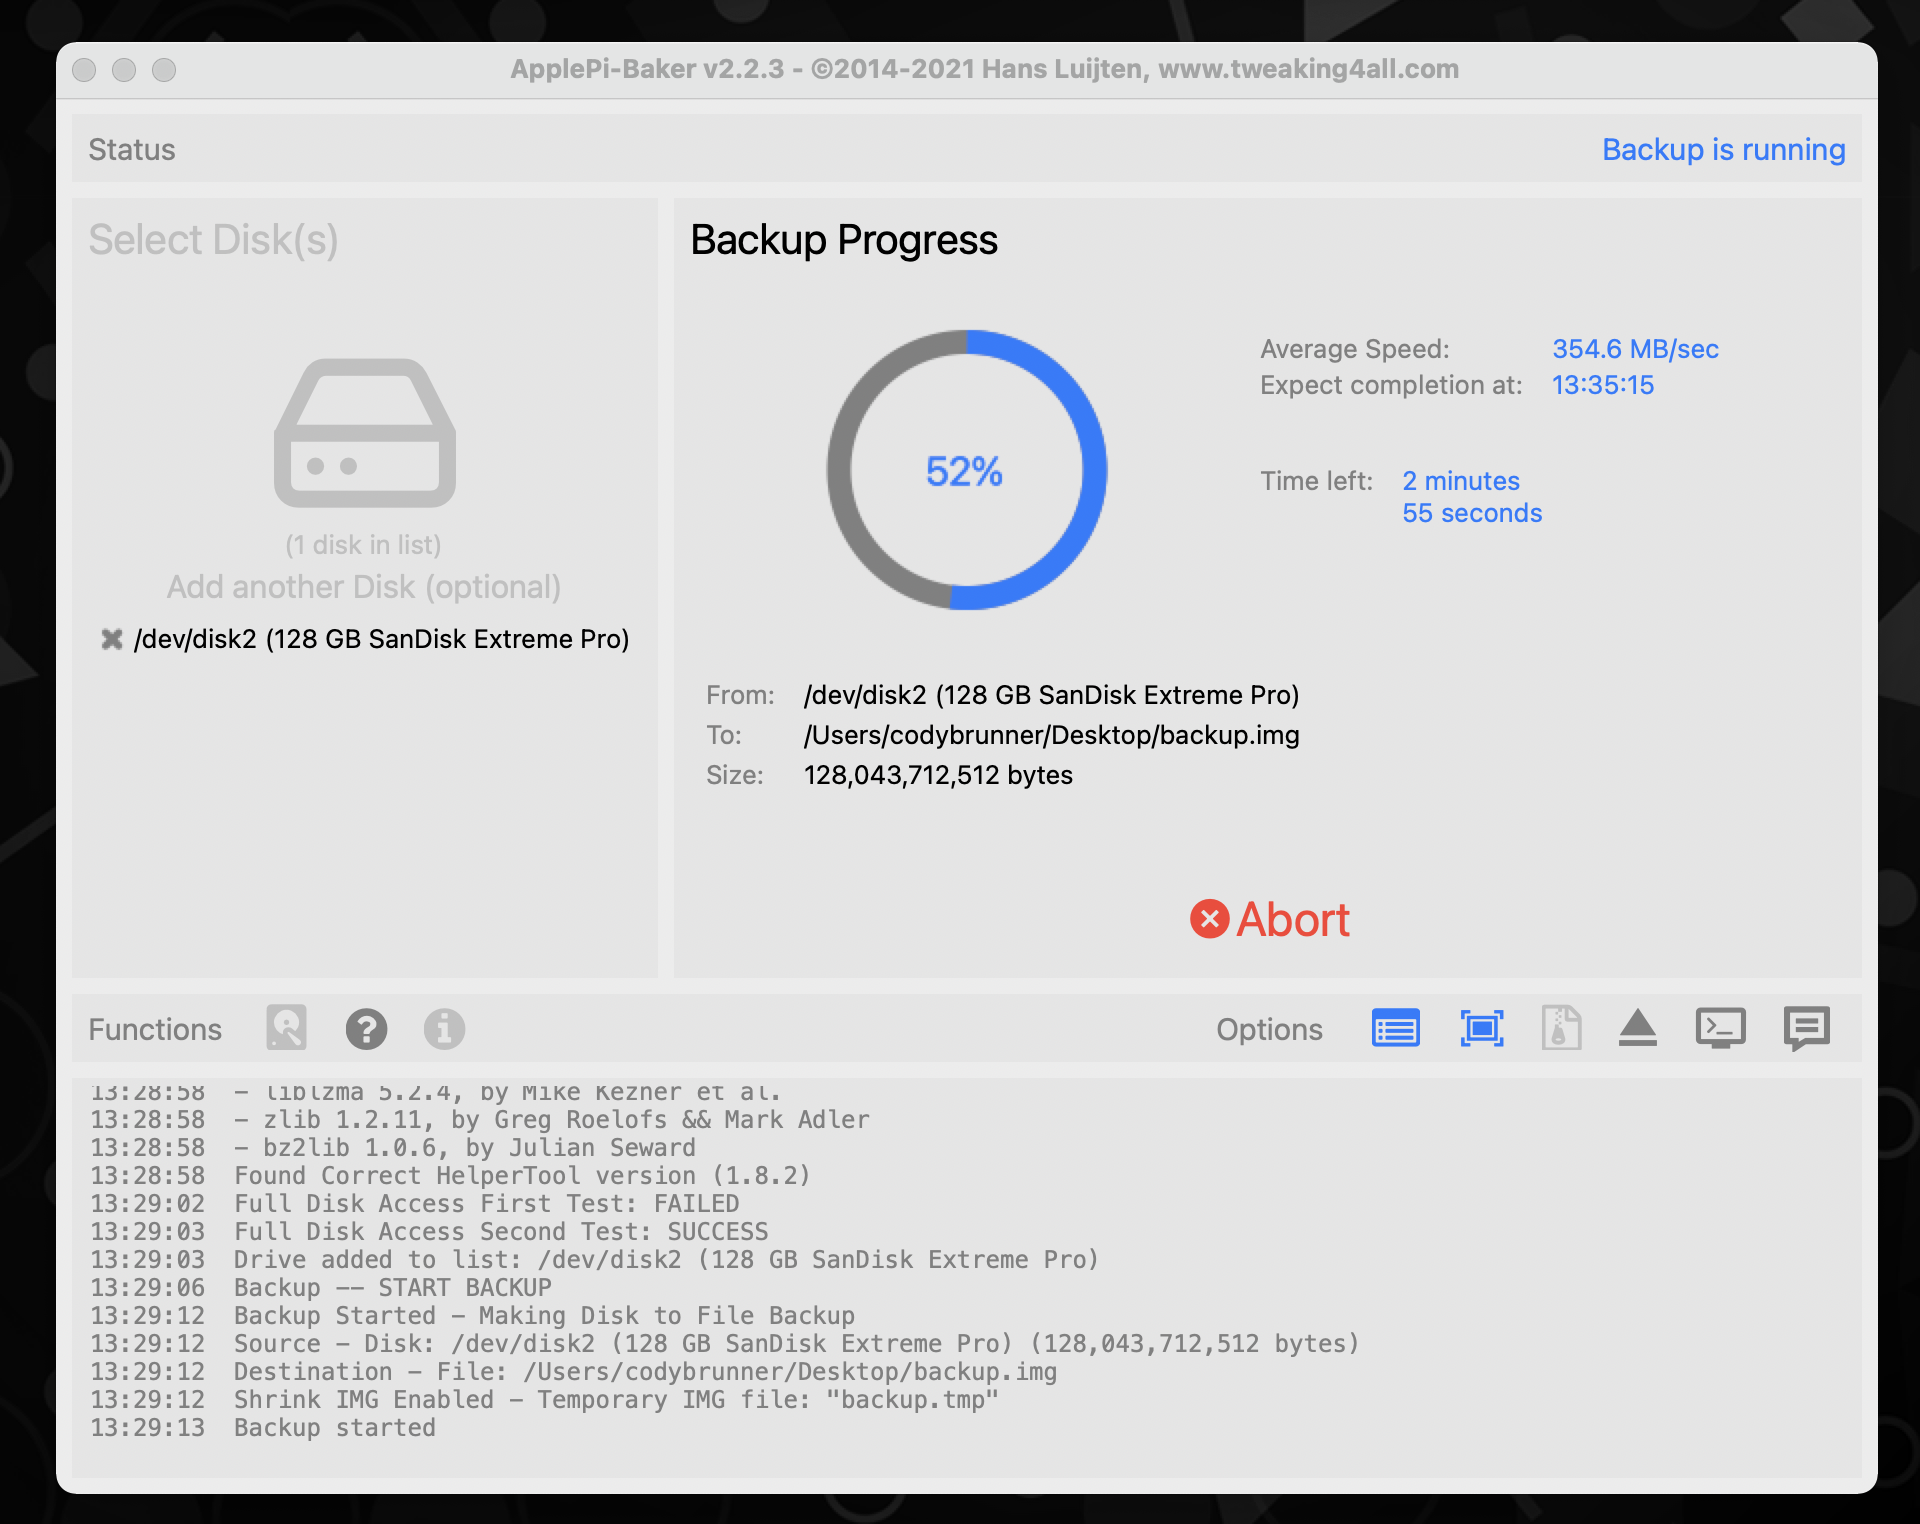 ApplePi-Baker v2.2.3 - ©2014-2021 Hans Luijten, www.tweaking4all.com
Status
Backup is running
Select Disk(s)
(1 disk in list)
Add another Disk (optional)
/dev/disk2 (128 GB SanDisk Extreme Pro)
Backup Progress
52%
Average Speed: 354.6 MB/sec
Expect completion at: 13:35:15
Time left: 2 minutes
55 seconds
From: /dev/disk2 (128 GB SanDisk Extreme Pro)
To: /Users/codybrunner/Desktop/backup.img
Size: 128,043,712,512 bytes
Abort
Functions
Options
13:28:58 - liblzma 5.2.4, by Mike Kezner et al.
13:28:58 - zlib 1.2.11, by Greg Roelofs && Mark Adler
13:28:58 - bz2lib 1.0.6, by Julian Seward
13:28:58 Found Correct HelperTool version (1.8.2)
13:29:02 Full Disk Access First Test: FAILED
13:29:03 Full Disk Access Second Test: SUCCESS
13:29:03 Drive added to list: /dev/disk2 (128 GB SanDisk Extreme Pro)
13:29:06 Backup -- START BACKUP
13:29:12 Backup Started - Making Disk to File Backup
13:29:12 Source - Disk: /dev/disk2 (128 GB SanDisk Extreme Pro) (128,043,712,512 bytes)
13:29:12 Destination - File: /Users/codybrunner/Desktop/backup.img
13:29:12 Shrink IMG Enabled - Temporary IMG file: "backup.tmp"
13:29:13 Backup started